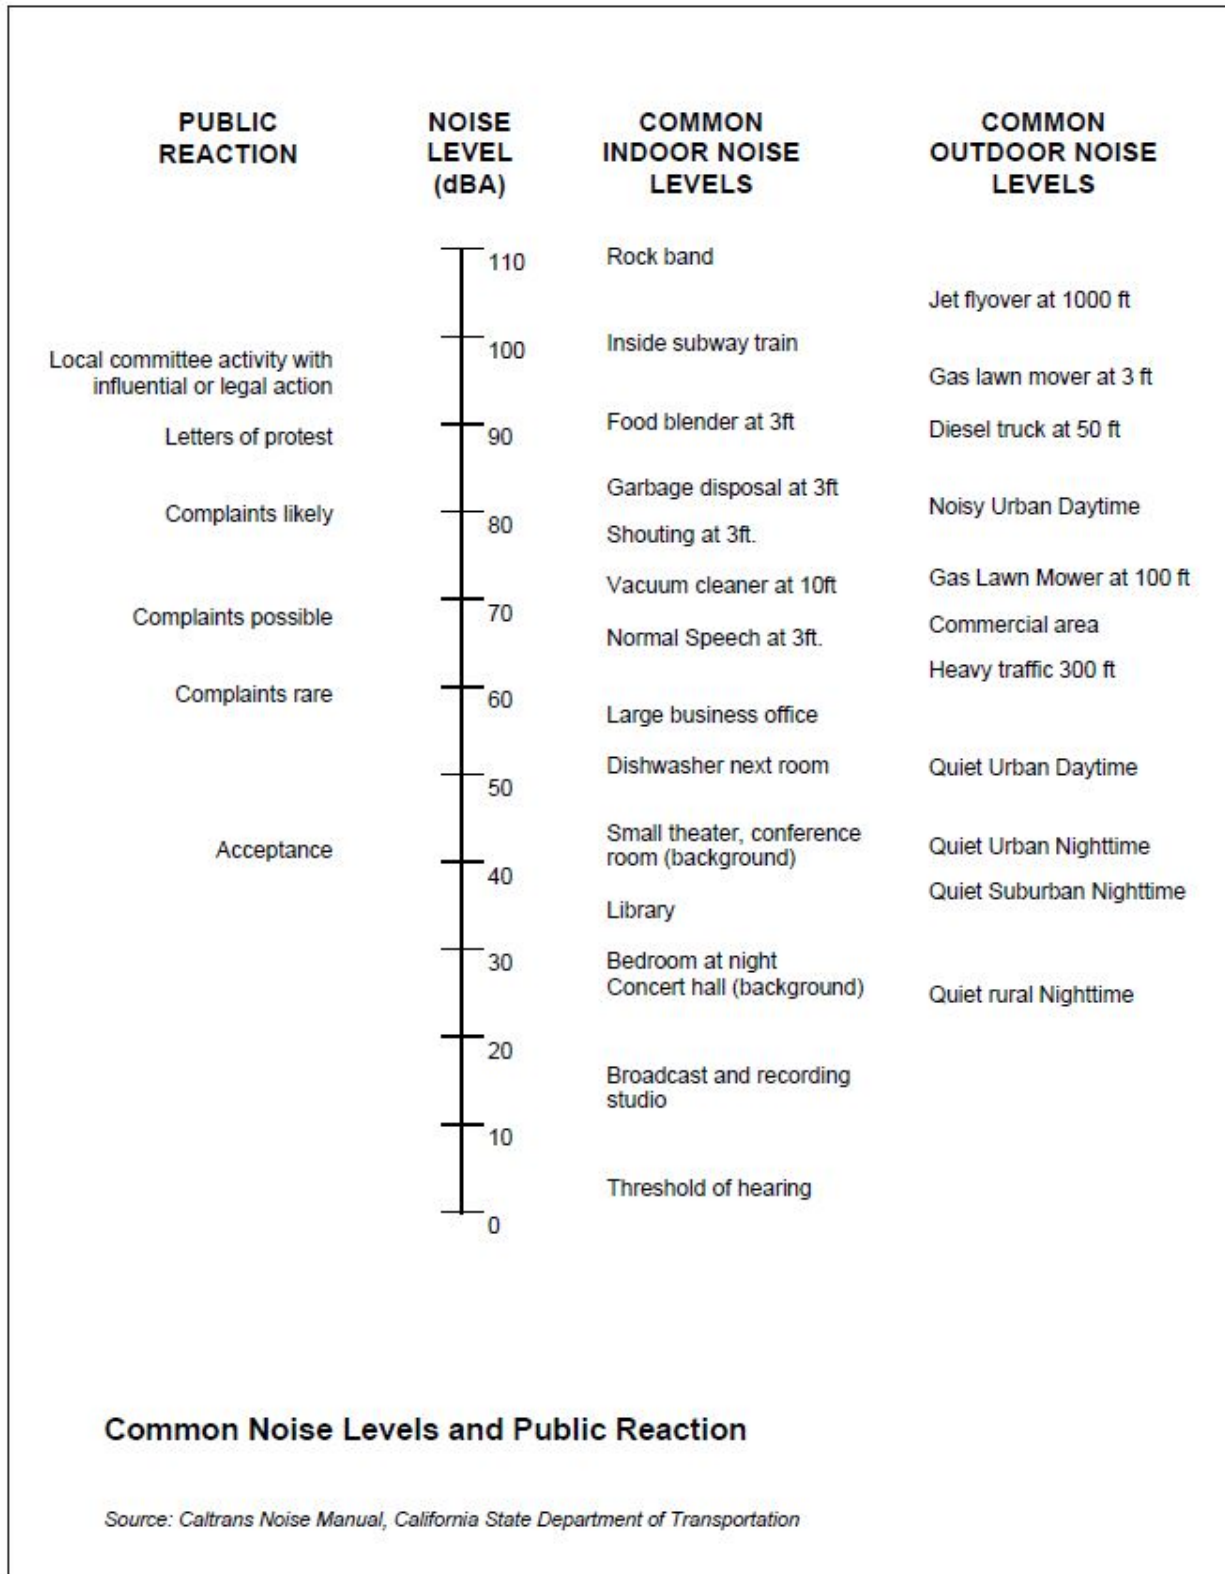 PUBLIC
REACTION
NOISE
LEVEL
(dBA)
COMMON
INDOOR NOISE
LEVELS
COMMON
OUTDOOR NOISE
LEVELS
110
Rock band
Jet flyover at 1000 ft
100
Inside subway train
Local committee activity with
influential or legal action
Gas lawn mover at 3 ft
90
Food blender at 3ft
Diesel truck at 50 ft
Letters of protest
Garbage disposal at 3ft
Noisy Urban Daytime
Complaints likely
80
Shouting at 3ft.
Gas Lawn Mower at 100 ft
Vacuum cleaner at 10ft
70
Complaints possible
Commercial area
Normal Speech at 3ft.
Heavy traffic 300 ft
Complaints rare
60
Large business office
Dishwasher next room
Quiet Urban Daytime
50
Small theater, conference
room (background)
Quiet Urban Nighttime
Acceptance
40
Quiet Suburban Nighttime
Library
30
Bedroom at night
Concert hall (background)
Quiet rural Nighttime
20
Broadcast and recording
studio
10
Threshold of hearing
0
Common Noise Levels and Public Reaction
Source: Caltrans Noise Manual, California State Department of Transportation